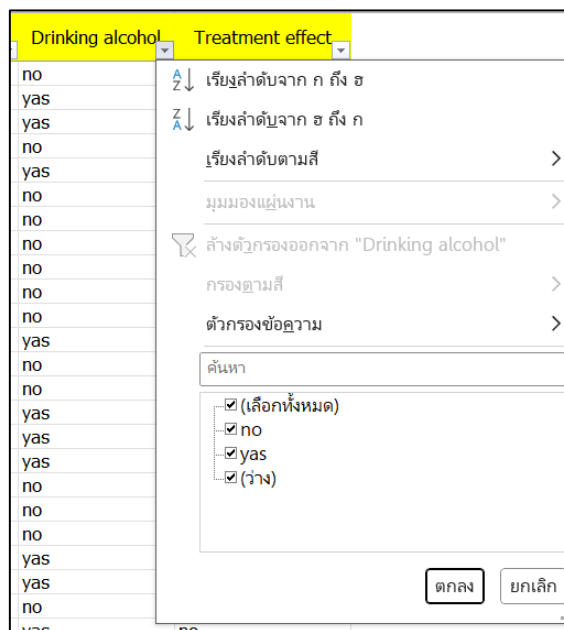 Drinking alcohol Treatment effect
no
yas
yas
no
yas
no
no
no
no
no
no
yas
no
no
yas
yas
yas
no
no
no
yas
yas
no
yas no
เรียงลำดับจาก ก ถึง ฮ
เรียงลำดับจาก ฮ ถึง ก
เรียงลำดับตามสี
มุมมองแผ่นงาน
ล้างตัวกรองออกจาก "Drinking alcohol"
กรองตามสี
ตัวกรองข้อความ
ค้นหา
(เลือกทั้งหมด)
no
yas
(ว่าง)
ตกลง ยกเลิก